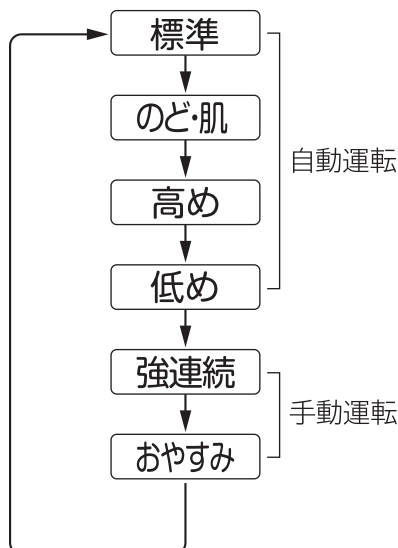 標準
のど・肌
高め
低め
自動運転
強連続
おやすみ
手動運転